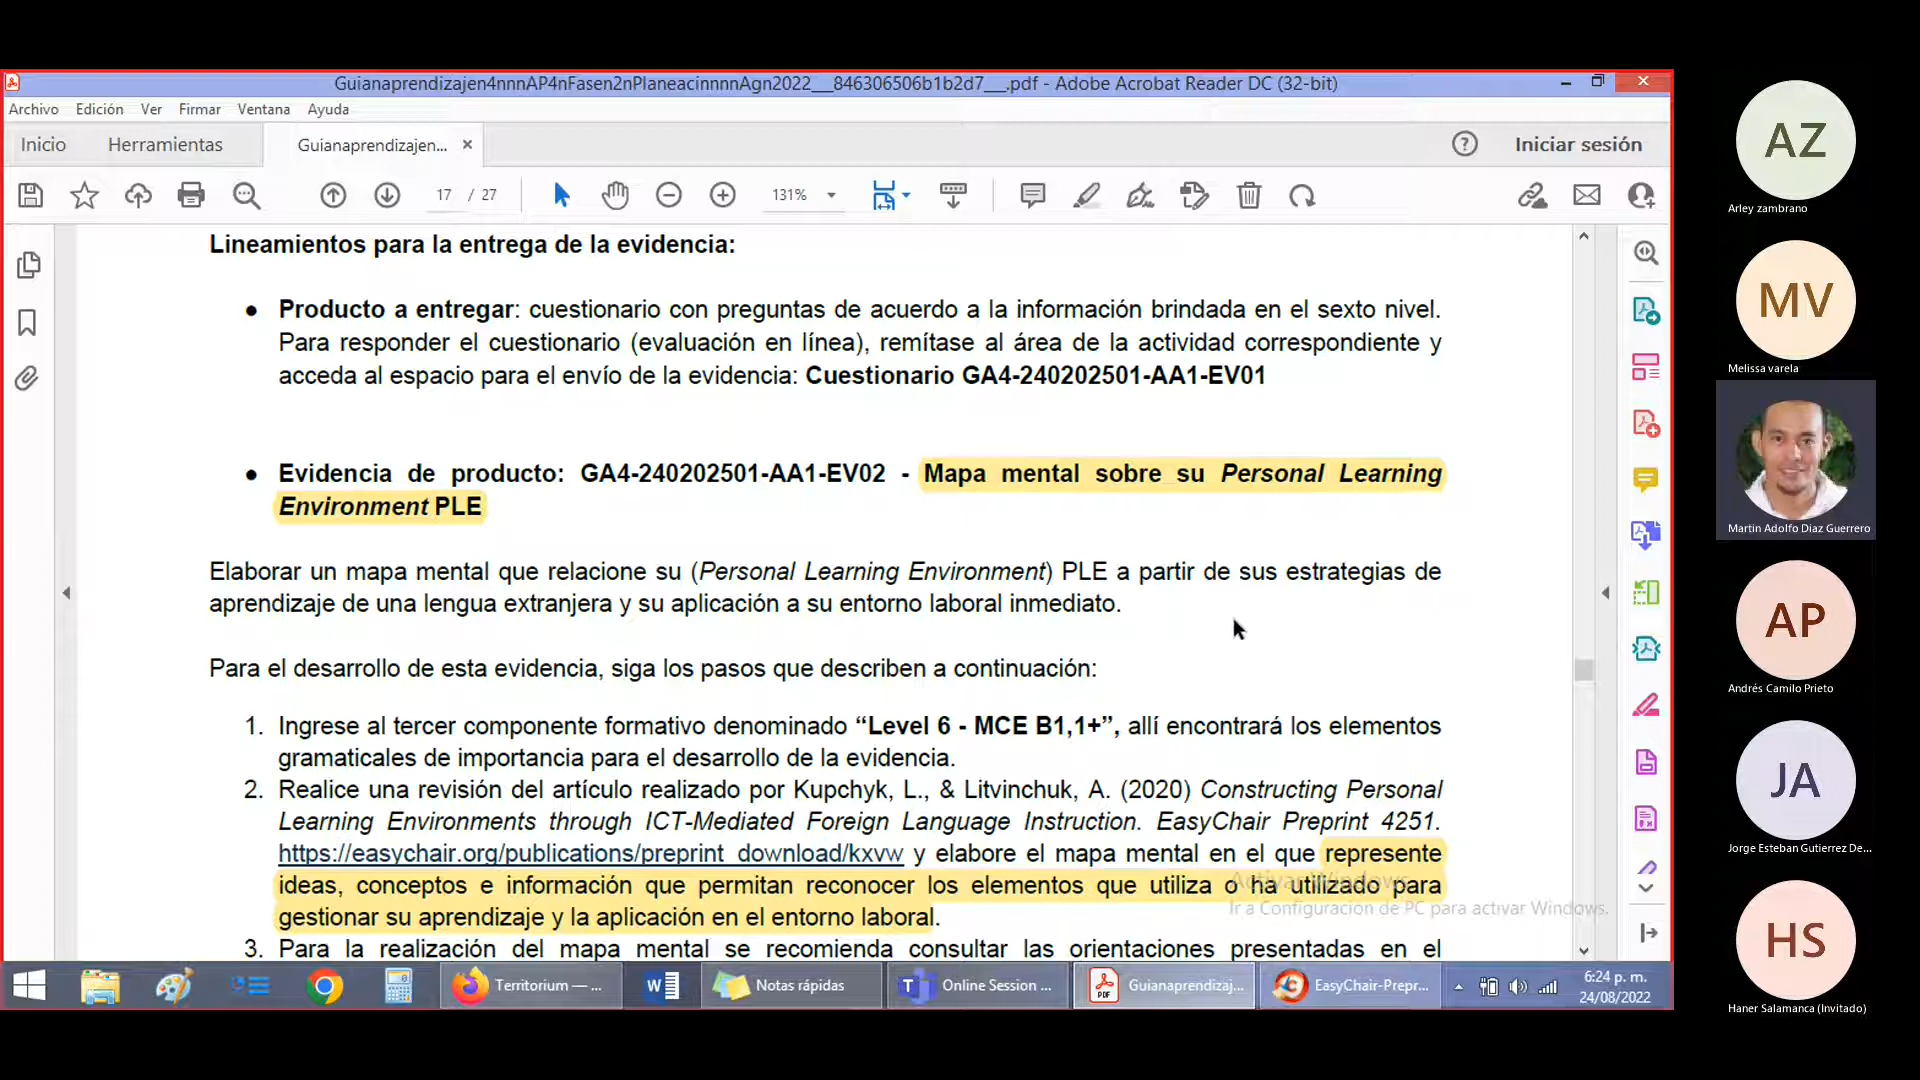 Guianaprendizajen4nnnAP4nFasen2nPlaneacinnnnAgn2022__846306506b1b2d7__.pdf - Adobe Acrobat Reader DC (32-bit)
Archivo Edición Ver Firmar Ventana Ayuda
Inicio Herramientas Guianaprendizajen... × Iniciar sesión
17 / 27 131%
Lineamientos para la entrega de la evidencia:
● Producto a entregar: cuestionario con preguntas de acuerdo a la información brindada en el sexto nivel.
Para responder el cuestionario (evaluación en línea), remítase al área de la actividad correspondiente y
acceda al espacio para el envío de la evidencia: Cuestionario GA4-240202501-AA1-EV01
● Evidencia de producto: GA4-240202501-AA1-EV02 - Mapa mental sobre su Personal Learning
Environment PLE
Elaborar un mapa mental que relacione su (Personal Learning Environment) PLE a partir de sus estrategias de
aprendizaje de una lengua extranjera y su aplicación a su entorno laboral inmediato.
Para el desarrollo de esta evidencia, siga los pasos que describen a continuación:
1. Ingrese al tercer componente formativo denominado “Level 6 - MCE B1,1+”, allí encontrará los elementos
gramaticales de importancia para el desarrollo de la evidencia.
2. Realice una revisión del artículo realizado por Kupchyk, L., & Litvinchuk, A. (2020) Constructing Personal
Learning Environments through ICT-Mediated Foreign Language Instruction. EasyChair Preprint 4251.
https://easychair.org/publications/preprint_download/kxvw y elabore el mapa mental en el que represente
ideas, conceptos e información que permitan reconocer los elementos que utiliza o ha utilizado para
gestionar su aprendizaje y la aplicación en el entorno laboral.
3. Para la realización del mapa mental se recomienda consultar las orientaciones presentadas en el
Activar Windows
Ir a Configuración de PC para activar Windows.
Territorium — ...
Notas rápidas
Online Session ...
Guianaprendizaj...
EasyChair-Prepr...
6:24 p. m.
24/08/2022
AZ
Arley zambrano
MV
Melissa varela
Martin Adolfo Diaz Guerrero
AP
Andrés Camilo Prieto
JA
Jorge Esteban Gutierrez De...
HS
Haner Salamanca (Invitado)